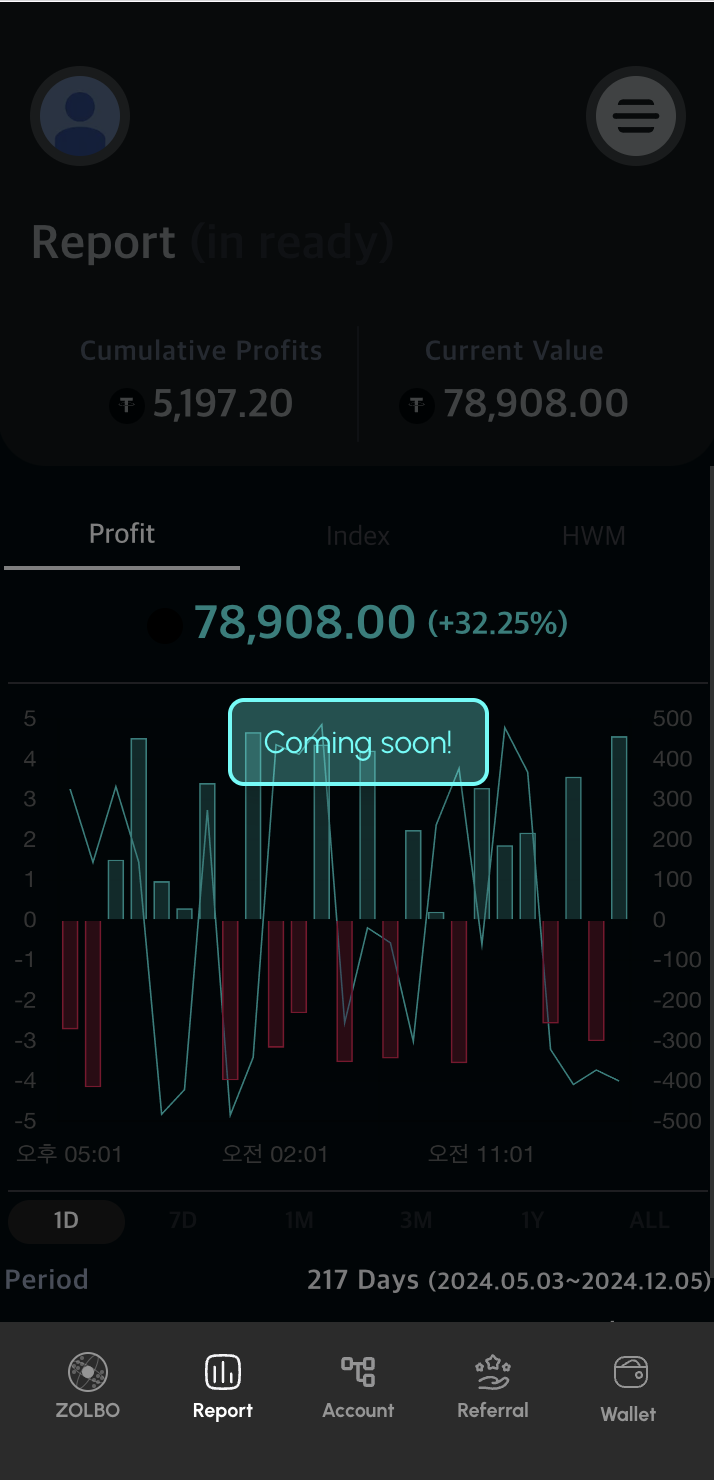 Report (in ready)
Cumulative Profits Current Value
5,197.20 78,908.00
Profit Index HWM
78,908.00 (+32.25%)
Coming soon!
5 500
4 400
3 300
2 200
1 100
0 0
-1 -100
-2 -200
-3 -300
-4 -400
-5 -500
오후 05:01 오전 02:01 오전 11:01
1D 7D 1M 3M 1Y ALL
Period 217 Days (2024.05.03~2024.12.05)
ZOLBO Report Account Referral Wallet